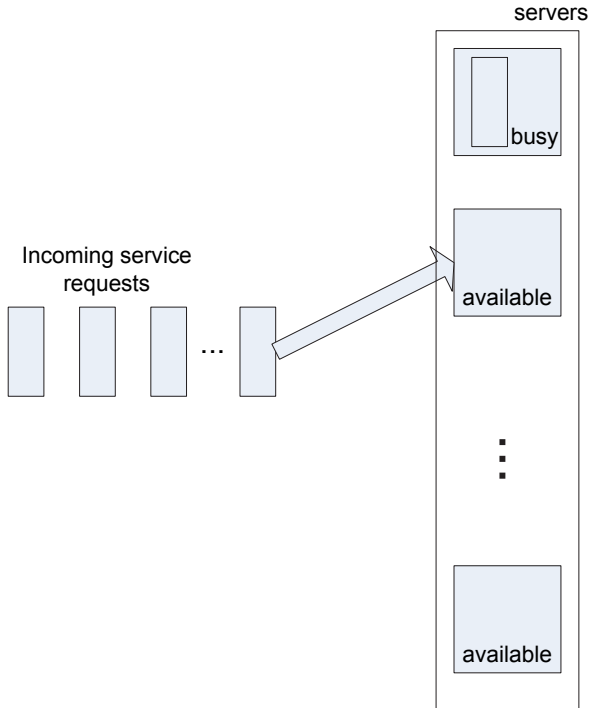 servers
busy
Incoming service
requests
available
...
available